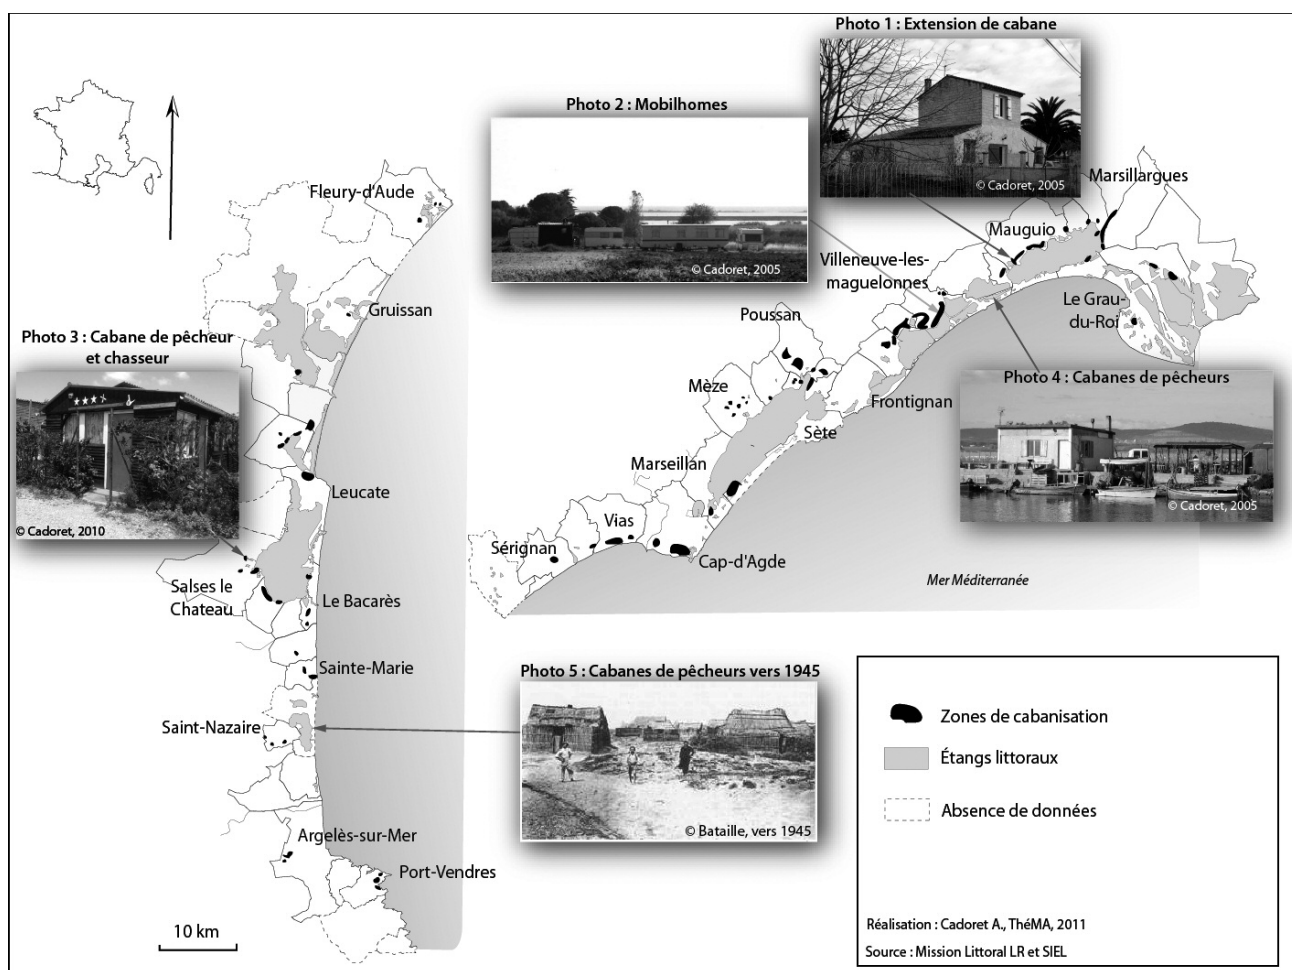 Photo 1 : Extension de cabane
© Cadoret, 2005
Photo 2 : Mobilhomes
© Cadoret, 2005
Marsillargues
Mauguio
Villeneuve-les-
maguelonnes
Le Grau-
du-Roi
Fleury-d'Aude
Gruissan
Photo 3 : Cabane de pêcheur
et chasseur
© Cadoret, 2010
Poussan
Mèze
Frontignan
Sète
Marseillan
Photo 4 : Cabanes de pêcheurs
© Cadoret, 2005
Leucate
Vias
Sérignan
Cap-d'Agde
Mer Méditerranée
Salses le
Chateau
Le Bacarès
Sainte-Marie
Saint-Nazaire
Photo 5 : Cabanes de pêcheurs vers 1945
© Bataille, vers 1945
Argelès-sur-Mer
Port-Vendres
10 km
Zones de cabanisation
Étangs littoraux
Absence de données
Réalisation : Cadoret A., ThéMA, 2011
Source : Mission Littoral LR et SIEL